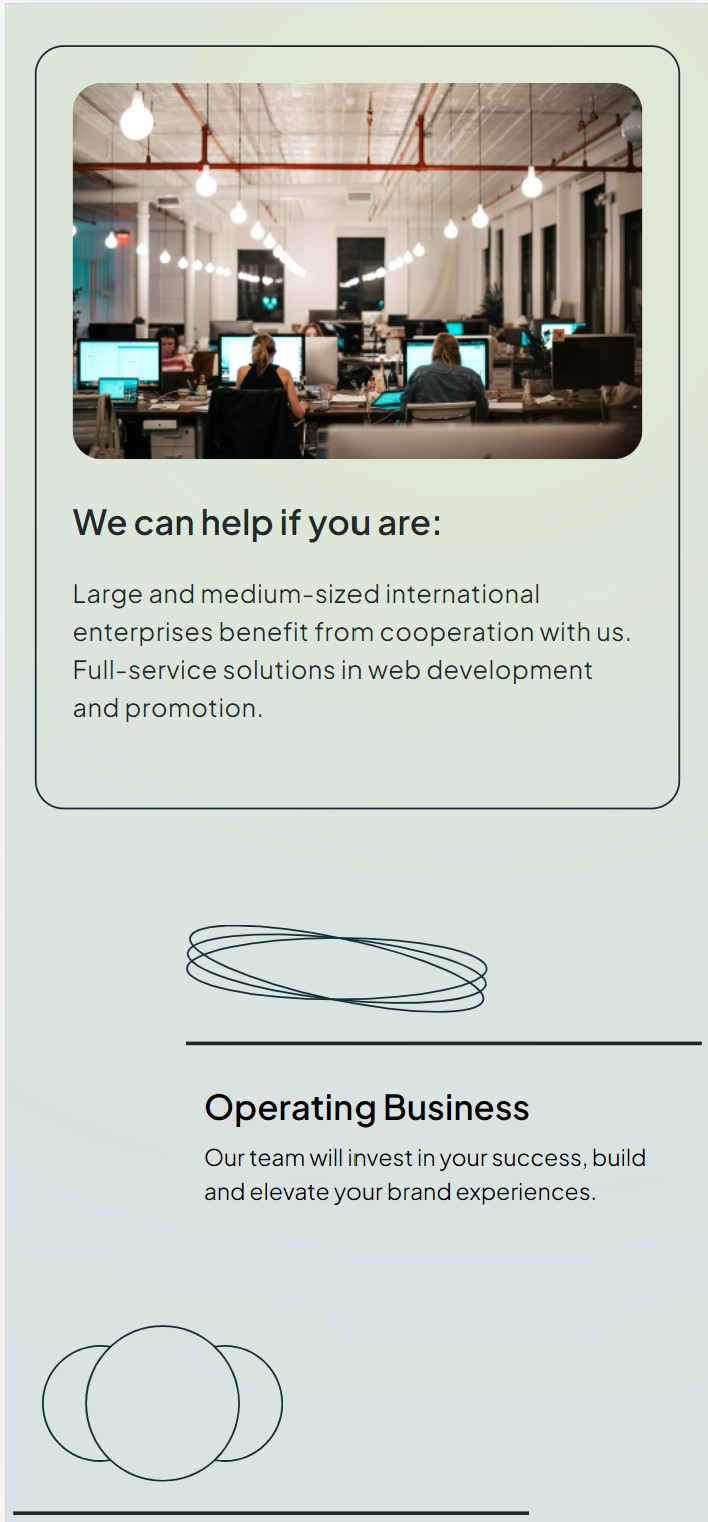 We can help if you are:
Large and medium-sized international
enterprises benefit from cooperation with us.
Full-service solutions in web development
and promotion.
Operating Business
Our team will invest in your success, build
and elevate your brand experiences.